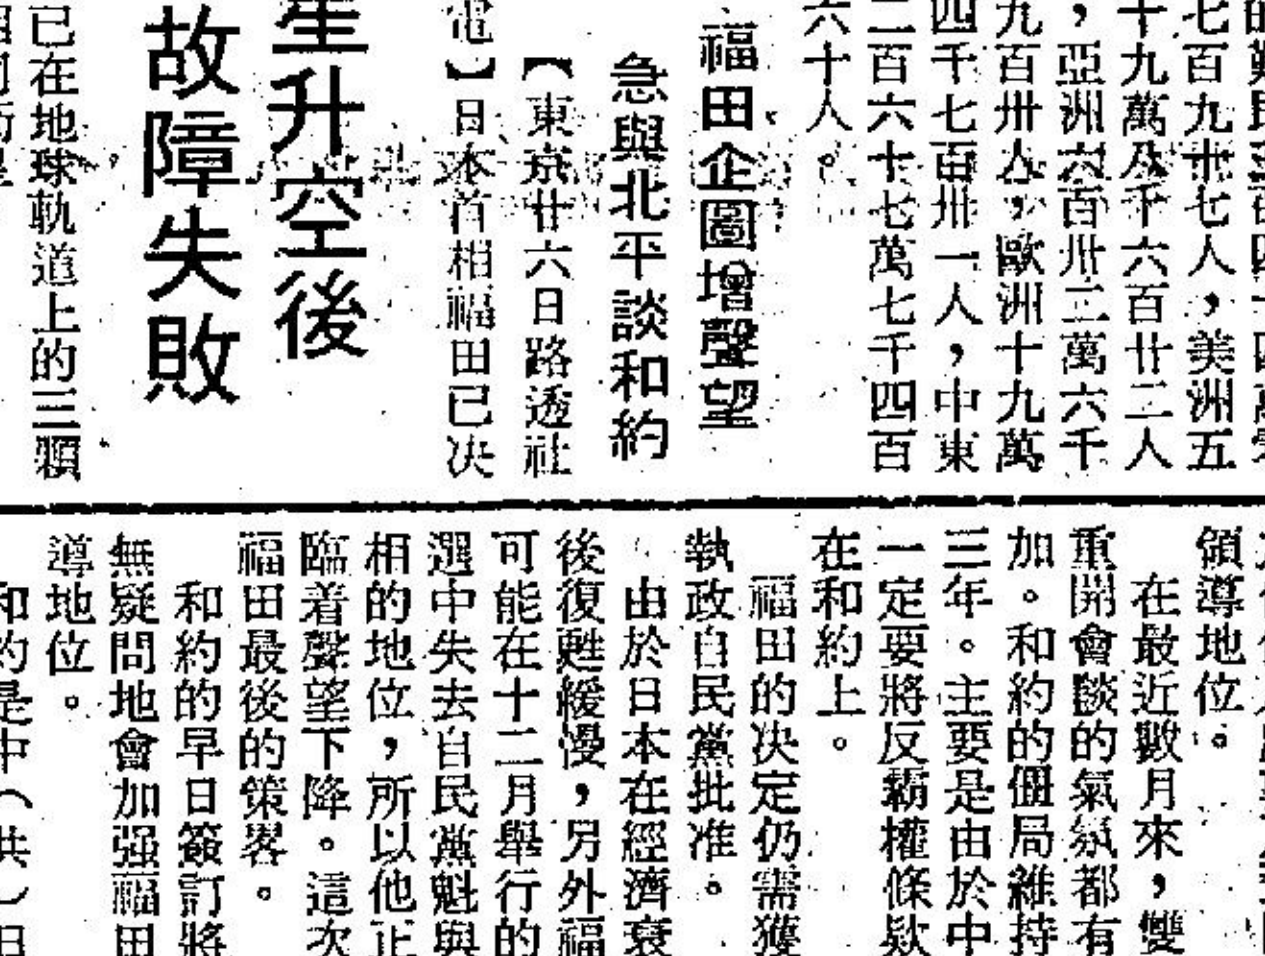 七百九十七人，美洲五
十九萬八千六百廿二人
，亞洲六百卅二萬六千
九百卅人，歐洲十九萬
四千七百卅一人，中東
二百六十七萬七千四百
六十人。
福田企圖增聲望
急與北平談和約
【東京廿六日路透社
電】日本首相福田已決
星升空後
故障失敗
已在地球軌道上的三顆
領導地位。
在最近數月來，雙
重開會談的氣氛都有
加。和約的僵局維持
三年。主要是由於中
一定要將反霸權條欵
在和約上。
福田的决定仍需獲
執政自民黨批准。
由於日本在經濟衰
後復甦緩慢，另外福
可能在十二月舉行的
選中失去自民黨魁與
相的地位，所以他正
臨着聲望下降。這次
福田最後的策畧。
和約的早日簽訂將
無疑問地會加强福田
導地位。
和約是中（共）日